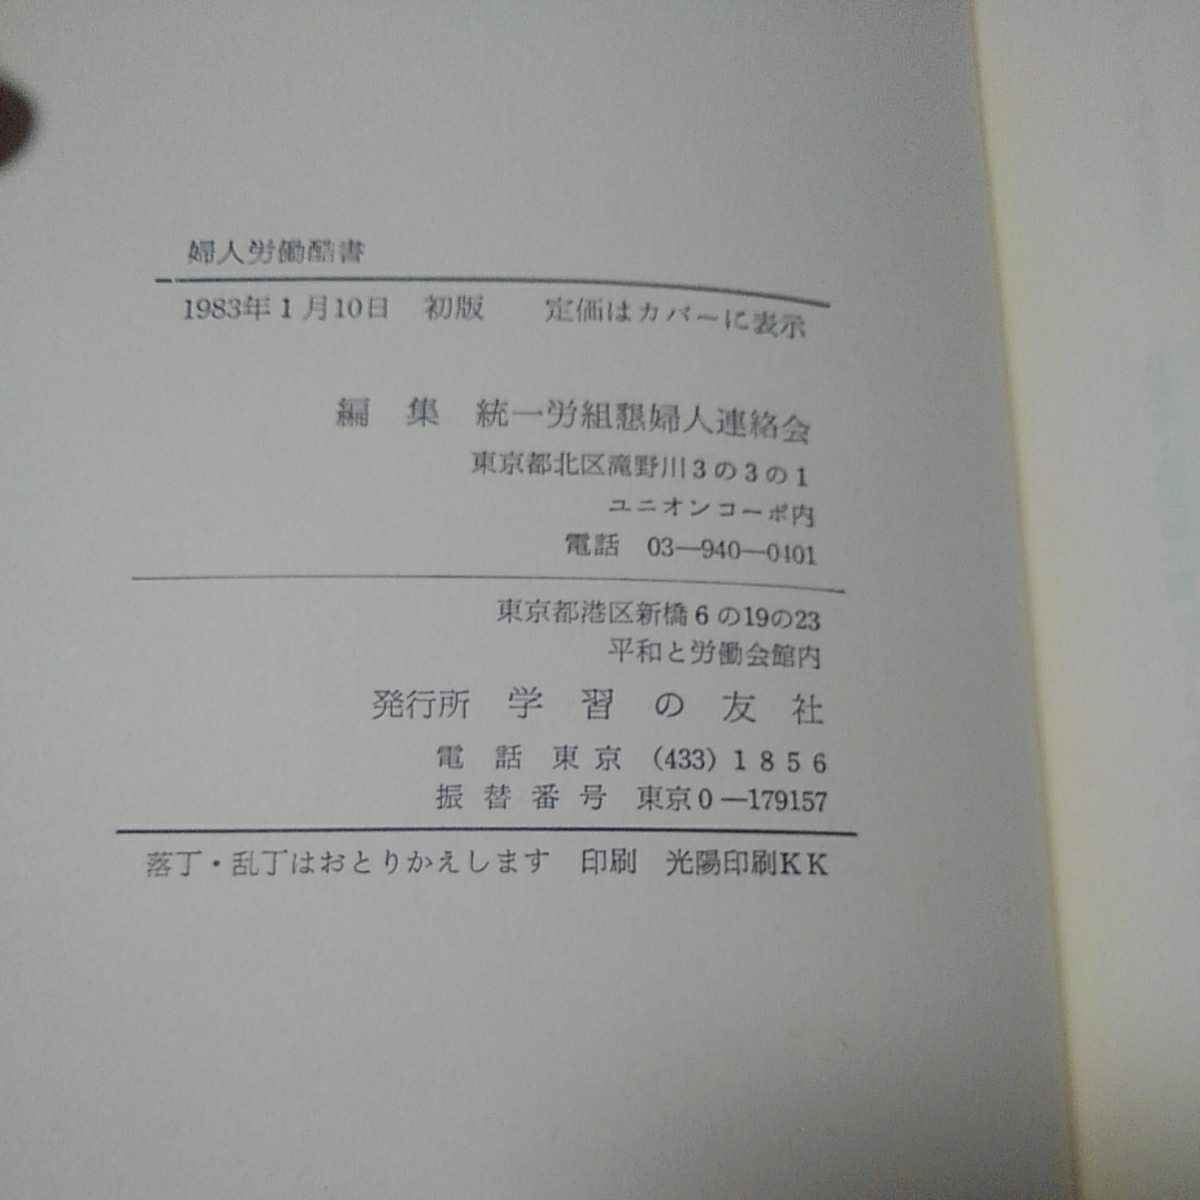 婦人労働酷書
1983年1月10日 初版 定価はカバーに表示
編 集 統一労組懇婦人連絡会
東京都北区滝野川3の3の1
ユニオンコーポ内
電話 03―940―0401
東京都港区新橋6の19の23
平和と労働会館内
発行所 学習の友社
電 話 東京 (433) 1856
振替番号 東京0―179157
落丁・乱丁はおとりかえします 印刷 光陽印刷KK